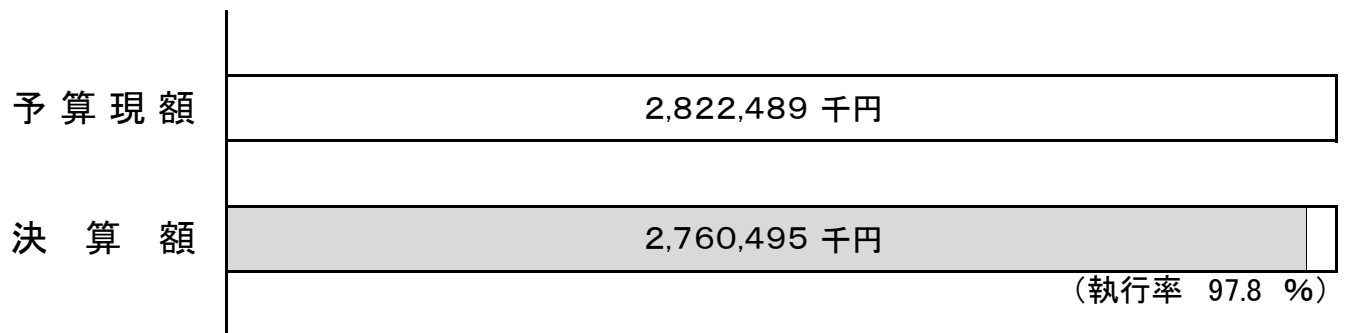 予算現額 2,822,489 千円
決算額 2,760,495 千円
（執行率 97.8 %）